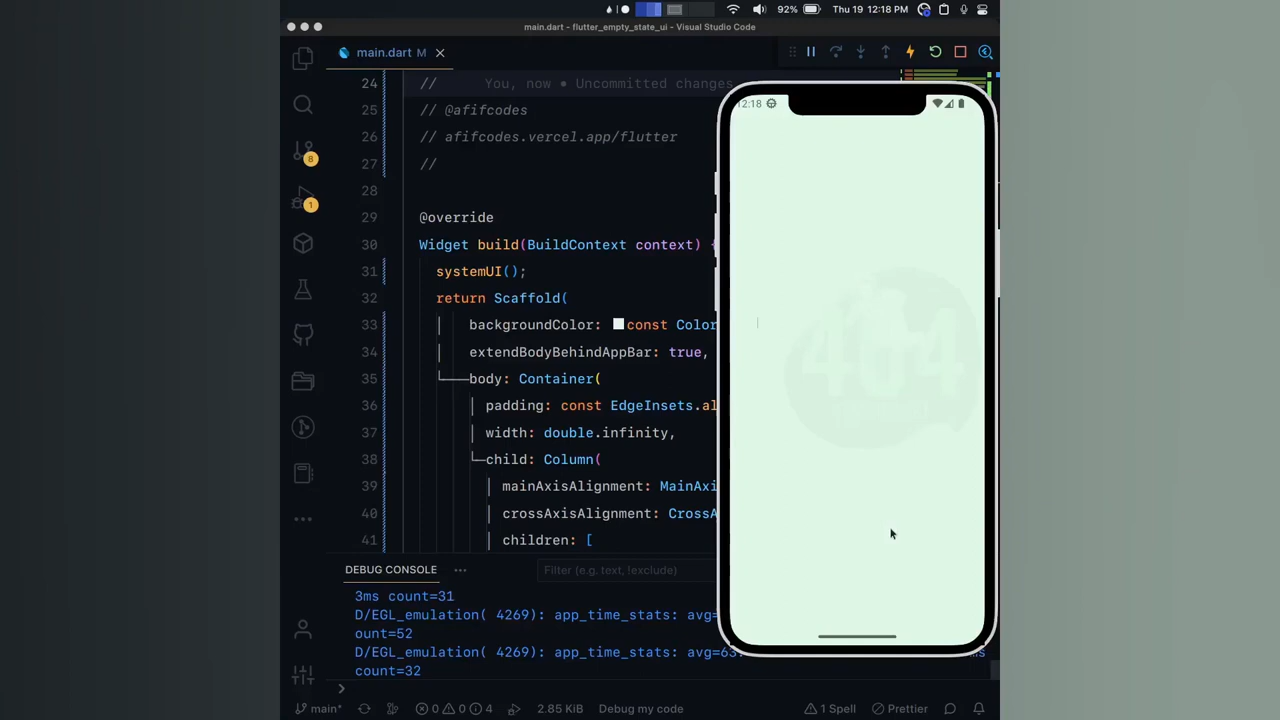 92%
Thu 19 12:18 PM
main.dart - flutter_empty_state_ui - Visual Studio Code
main.dart M
24 // You, now • Uncommitted changes
25 // @afifcodes
26 // afifcodes.vercel.app/flutter
27 //
28
29 @override
30 Widget build(BuildContext context) {
31 systemUI();
32 return Scaffold(
33 backgroundColor: const Color
34 extendBodyBehindAppBar: true,
35 body: Container(
36 padding: const EdgeInsets.al
37 width: double.infinity,
38 child: Column(
39 mainAxisAlignment: MainAxi
40 crossAxisAlignment: CrossA
41 children: [
8
1
12:18
404
DEBUG CONSOLE
Filter (e.g. text, !exclude)
3ms count=31
D/EGL_emulation( 4269): app_time_stats: avg=
ount=52
D/EGL_emulation( 4269): app_time_stats: avg=63. ms
count=32
main* 0 0 4 2.85 KiB Debug my code 1 Spell Prettier